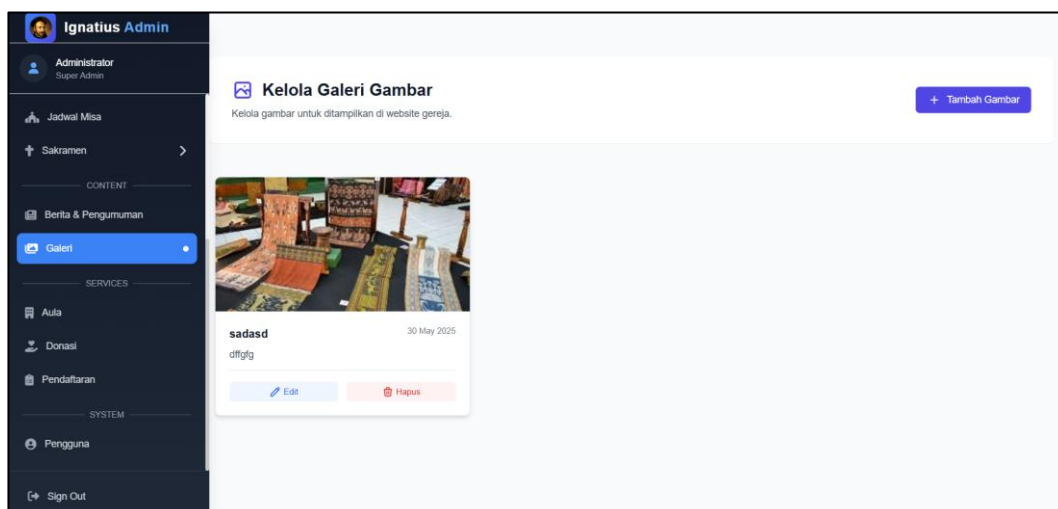 Ignatius Admin
Administrator
Super Admin
Jadwal Misa
Sakramen
CONTENT
Berita & Pengumuman
Galeri
SERVICES
Aula
Donasi
Pendaftaran
SYSTEM
Pengguna
Sign Out
Kelola Galeri Gambar
Kelola gambar untuk ditampilkan di website gereja.
+ Tambah Gambar
sadasd
30 May 2025
dffgfg
Edit
Hapus